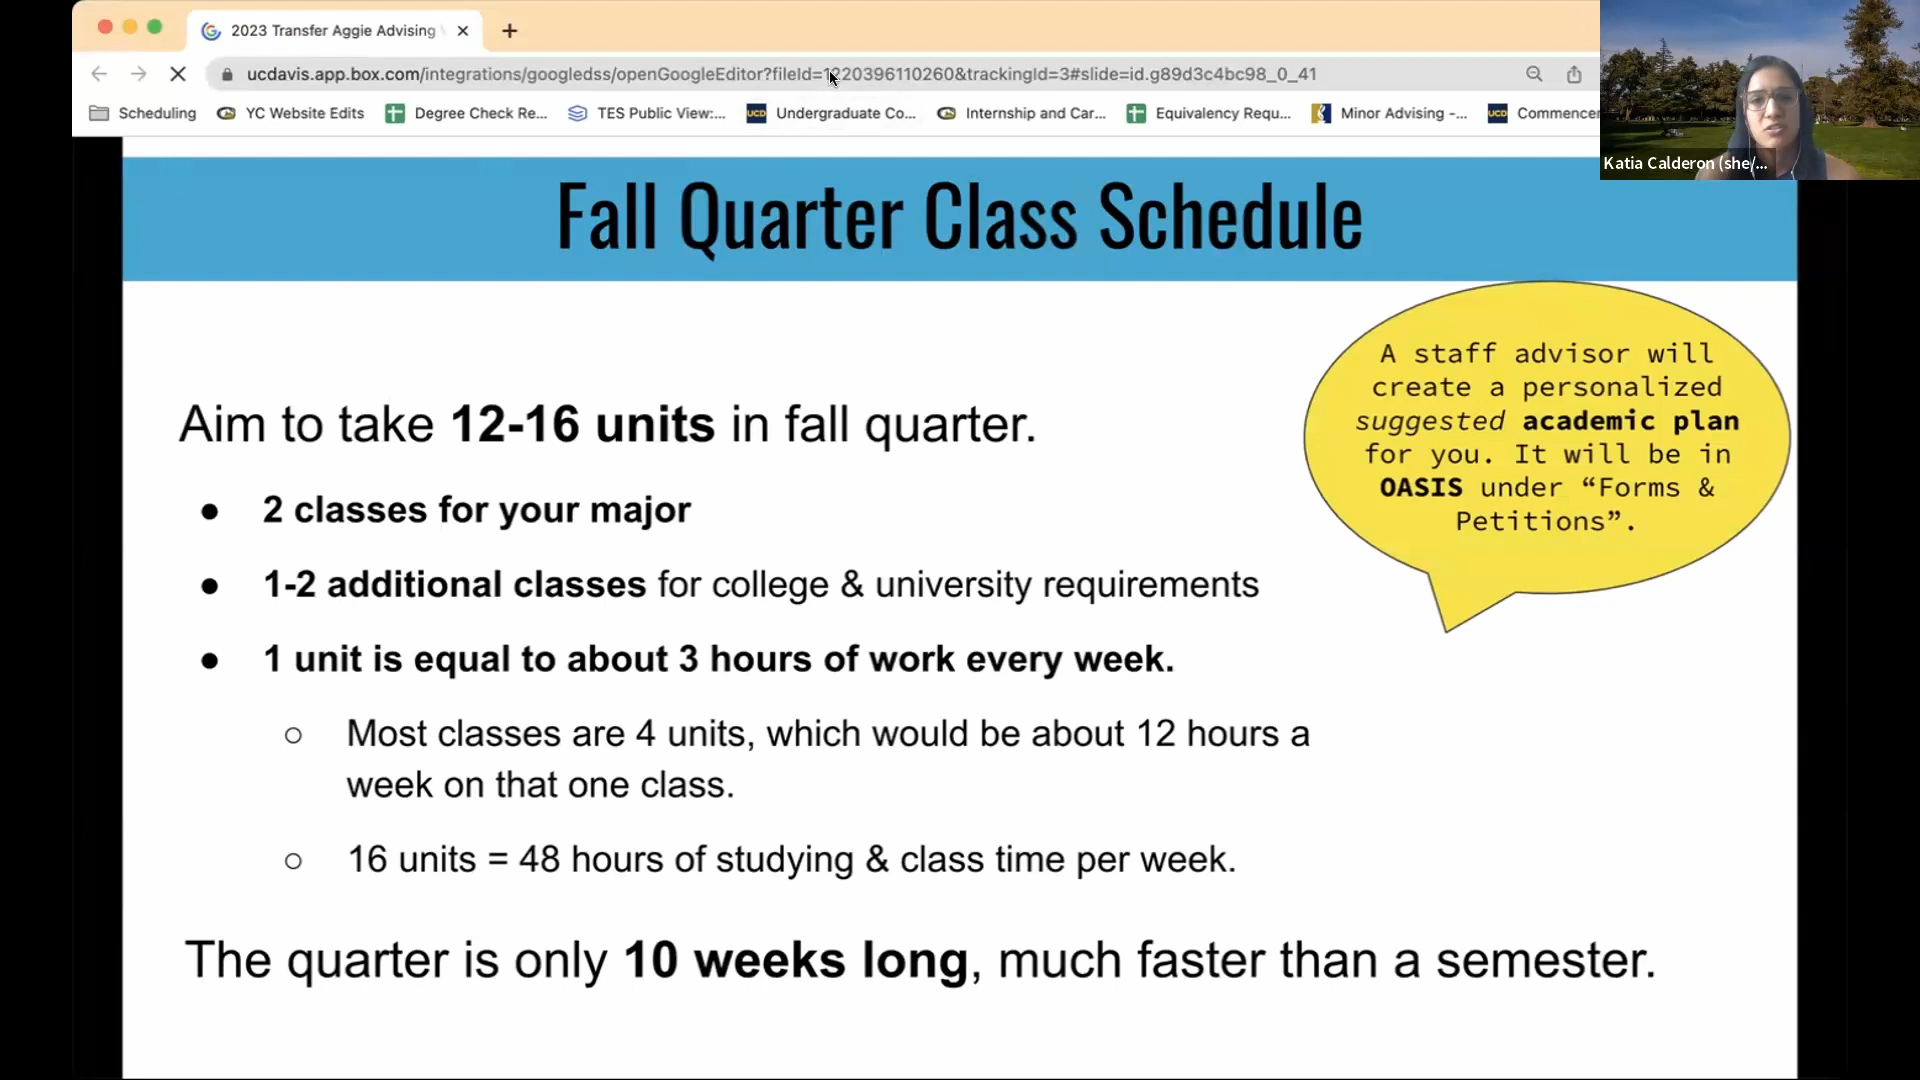 2023 Transfer Aggie Advising
ucdavis.app.box.com/integrations/googledss/openGoogleEditor?fileId=1220396110260&trackingId=3#slide=id.g89d3c4bc98_0_41
Scheduling YC Website Edits Degree Check Re... TES Public View:... Undergraduate Co... Internship and Car... Equivalency Requ... Minor Advising -... Commence
Katia Calderon (she/...
Fall Quarter Class Schedule
A staff advisor will
create a personalized
suggested academic plan
for you. It will be in
OASIS under “Forms &
Petitions”.
Aim to take 12-16 units in fall quarter.
● 2 classes for your major
● 1-2 additional classes for college & university requirements
● 1 unit is equal to about 3 hours of work every week.
○ Most classes are 4 units, which would be about 12 hours a
week on that one class.
○ 16 units = 48 hours of studying & class time per week.
The quarter is only 10 weeks long, much faster than a semester.